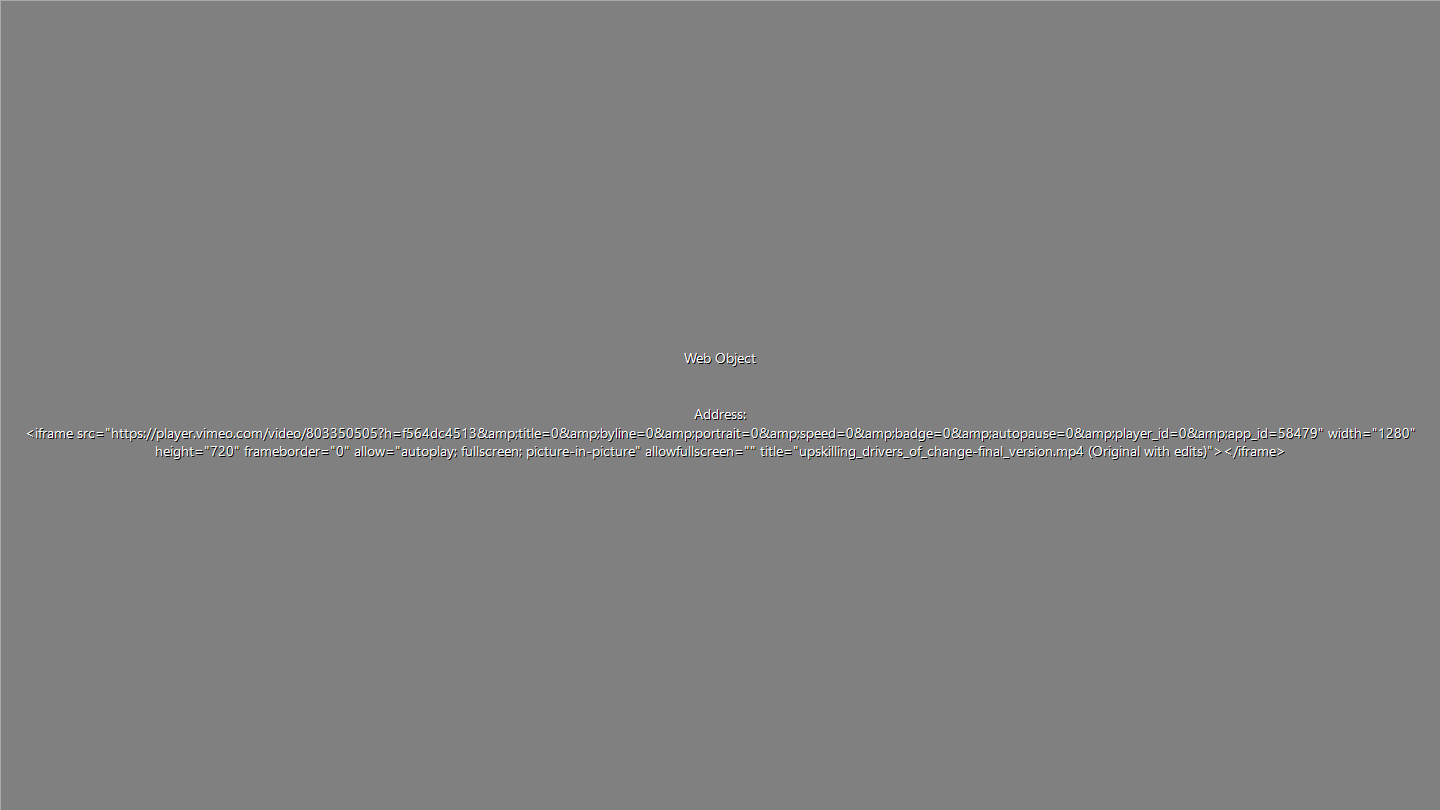 Web Object
Address:
<iframe src="https://player.vimeo.com/video/803350505?h=f564dc4513&amp;title=0&amp;byline=0&amp;portrait=0&amp;speed=0&amp;badge=0&amp;autopause=0&amp;player_id=0&amp;app_id=58479" width="1280"
height="720" frameborder="0" allow="autoplay; fullscreen; picture-in-picture" allowfullscreen="" title="upskilling_drivers_of_change-final_version.mp4 (Original with edits)"></iframe>